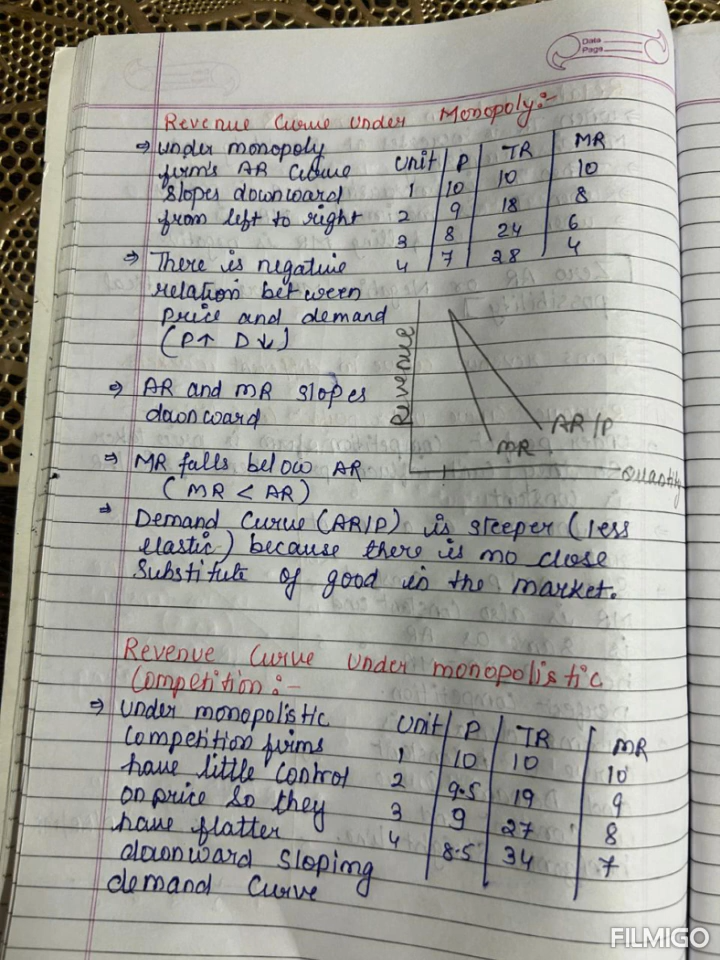 Date
Page
Revenue Curve under Monopoly:-
⇒ under monopoly
firm's AR curve
slopes downward
from left to right
Unit P TR MR
1 10 10 10
2 9 18 8
3 8 24 6
4 7 28 4
⇒ There is negative
relation between
price and demand
(P↑ D↓)
⇒ AR and MR slopes
downward
⇒ MR falls below AR
(MR < AR)
Revenue
AR/P
MR
Quantity
⇒ Demand Curve (AR/P) is steeper (less
elastic) because there is no close
substitute of good in the market.
Revenue Curve under monopolistic
Competition:-
⇒ under monopolistic
competition firms
have little control
on price so they
have flatter
downward sloping
demand curve
Unit P TR MR
1 10 10 10
2 9.5 19 9
3 9 27 8
4 8.5 34 7
FILMIGO